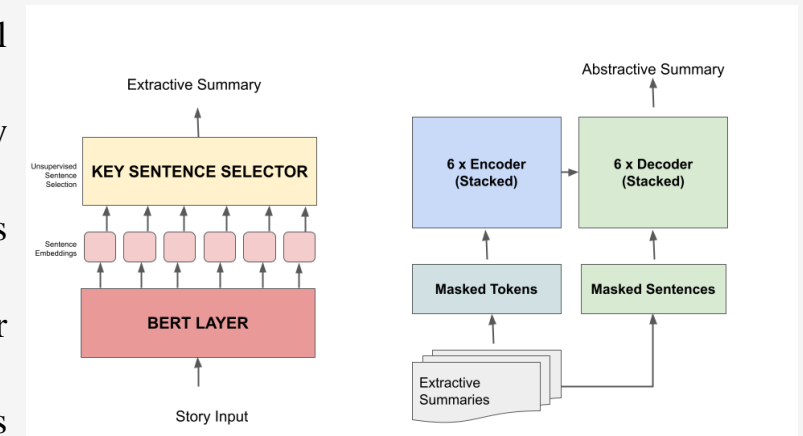 l
y
s
r
s
Extractive Summary
Unsupervised
Sentence
Selection
KEY SENTENCE SELECTOR
Sentence
Embeddings
BERT LAYER
Story Input
Abstractive Summary
6 x Encoder
(Stacked)
6 x Decoder
(Stacked)
Masked Tokens
Masked Sentences
Extractive
Summaries